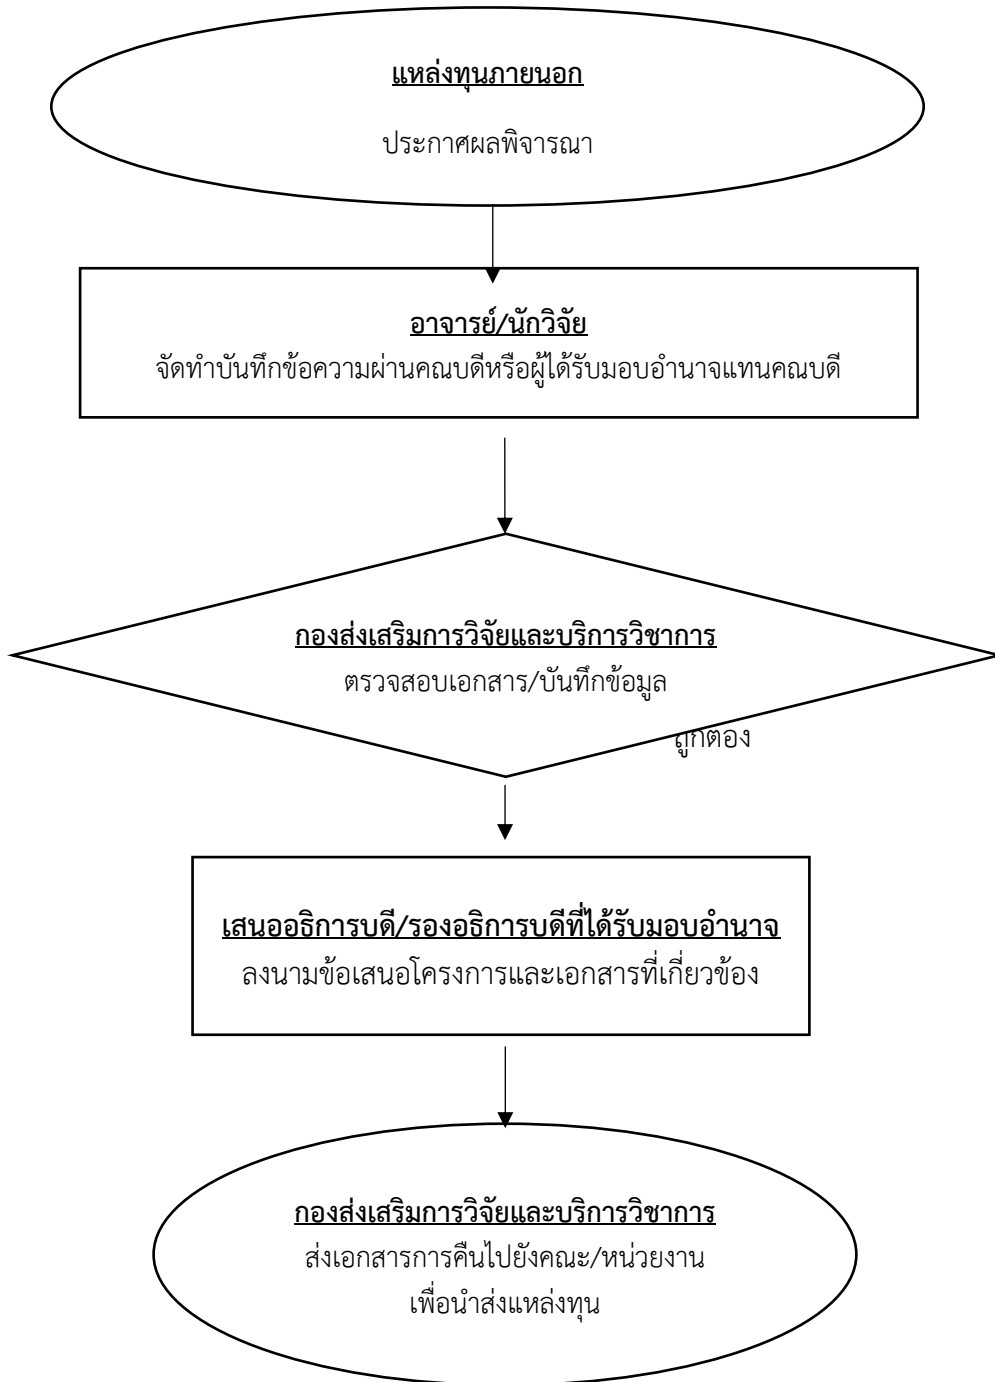 แหล่งทุนภายนอก
ประกาศผลพิจารณา
อาจารย์/นักวิจัย
จัดทำบันทึกข้อความผ่านคณบดีหรือผู้ได้รับมอบอำนาจแทนคณบดี
กองส่งเสริมการวิจัยและบริการวิชาการ
ตรวจสอบเอกสาร/บันทึกข้อมูล
ถูกตอง
เสนออธิการบดี/รองอธิการบดีที่ได้รับมอบอำนาจ
ลงนามข้อเสนอโครงการและเอกสารที่เกี่ยวข้อง
กองส่งเสริมการวิจัยและบริการวิชาการ
ส่งเอกสารการคืนไปยังคณะ/หน่วยงาน
เพื่อนำส่งแหล่งทุน